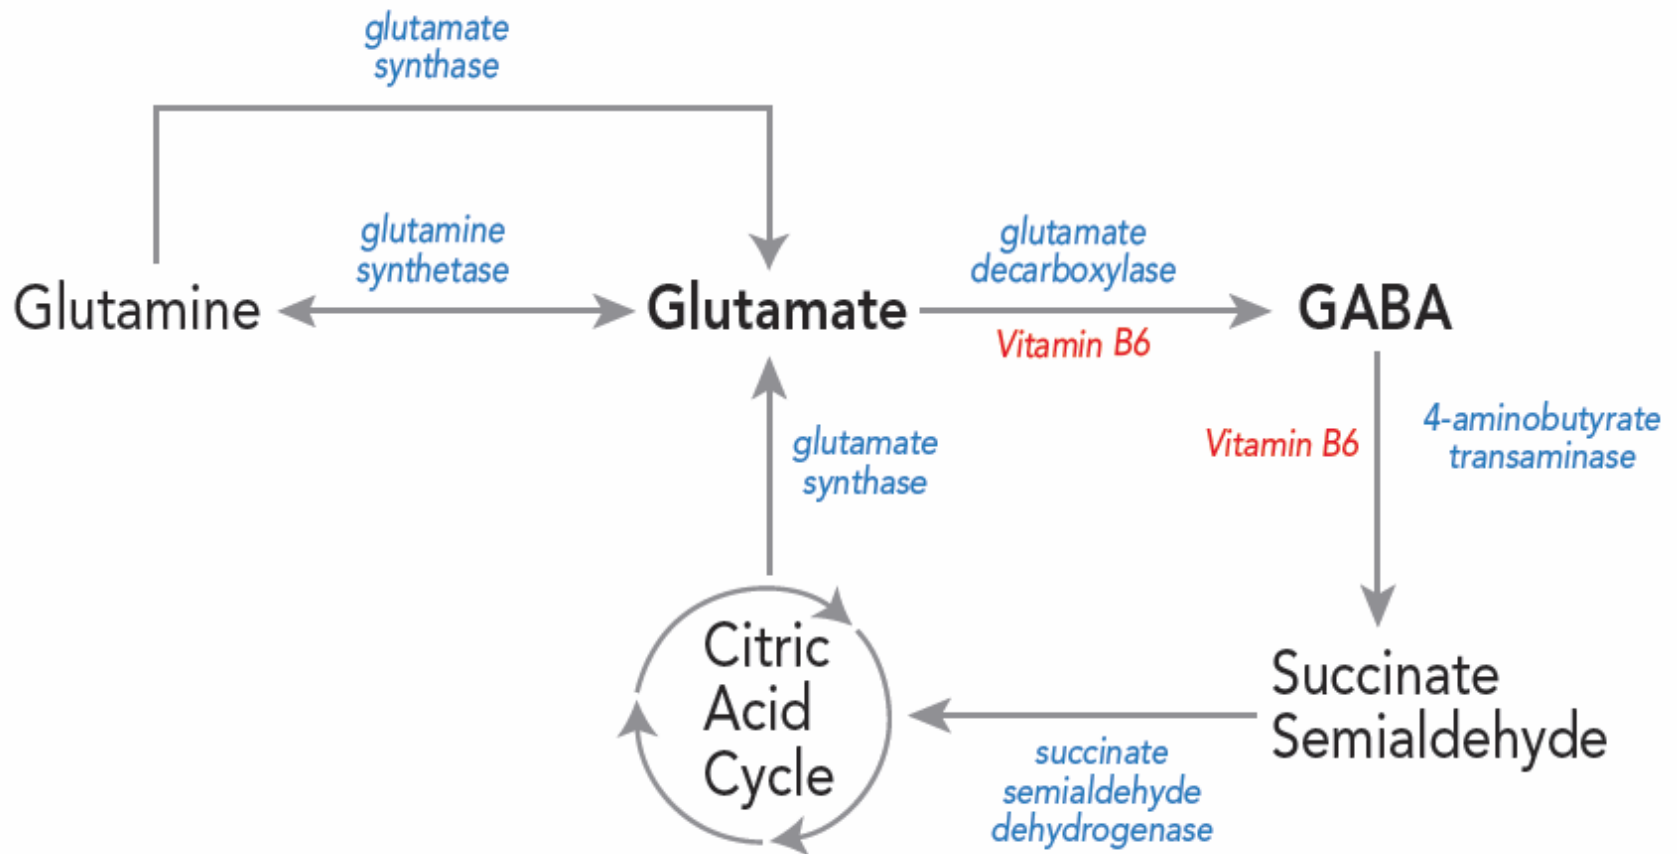 glutamate
synthase
glutamine
synthetase
glutamate
decarboxylase
Glutamine
Glutamate
GABA
Vitamin B6
glutamate
synthase
Vitamin B6
4-aminobutyrate
transaminase
Citric
Acid
Cycle
Succinate
Semialdehyde
succinate
semialdehyde
dehydrogenase